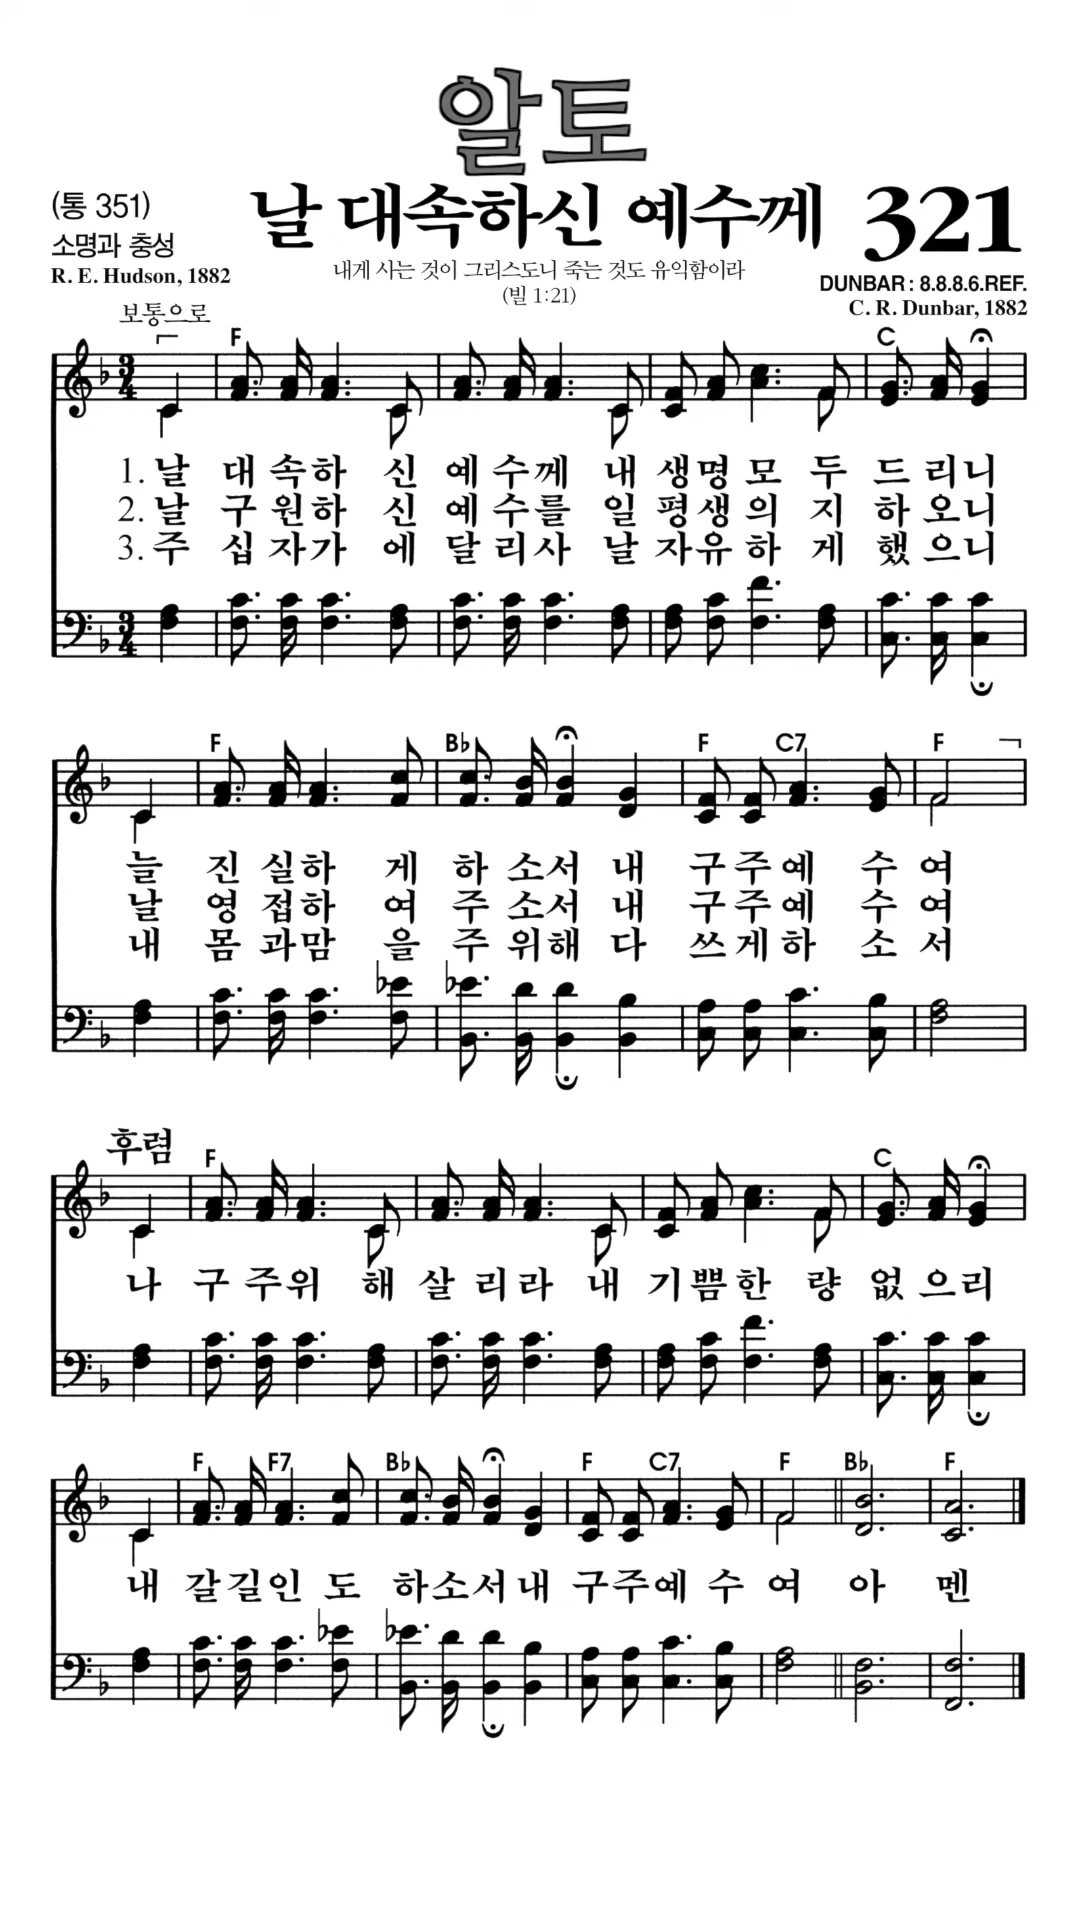 알토
(통 351)
날 대속하신 예수께 321
소명과 충성
R. E. Hudson, 1882
내게 사는 것이 그리스도니 죽는 것도 유익함이라
(빌 1:21)
DUNBAR : 8.8.8.6.REF.
C. R. Dunbar, 1882
보통으로
F C
1. 날 대 속하 신 예 수께 내 생명 모 두 드 리니
2. 날 구 원하 신 예 수를 일 평생 의 지 하 오니
3. 주 십 자가 에 달 리사 날 자유 하 게 했 으니
F B♭ F C7 F
늘 진 실하 게 하 소서 내 구주예 수 여
날 영 접하 여 주 소서 내 구주예 수 여
내 몸 과맘 을 주 위해 다 쓰게하 소 서
후렴
F C
나 구 주위 해 살 리라 내 기쁨한 량 없 으리
F F7 B♭ F C7 F B♭ F
내 갈길인 도 하소서내 구주예 수 여 아 멘